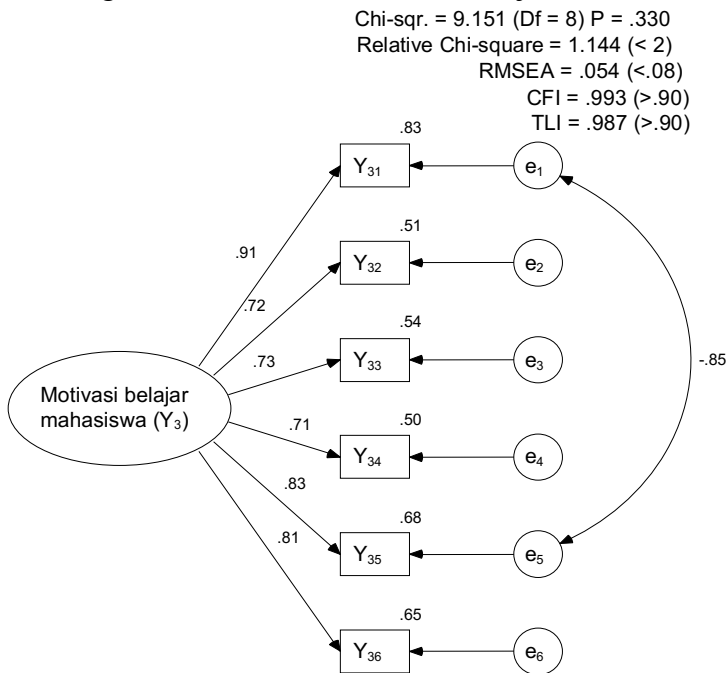 Chi-sqr. = 9.151 (Df = 8) P = .330
Relative Chi-square = 1.144 (< 2)
RMSEA = .054 (<.08)
CFI = .993 (>.90)
TLI = .987 (>.90)
.83
Y31
e1
.91
.51
Y32
e2
.72
.54
Y33
e3
.73
-.85
Motivasi belajar
mahasiswa (Y3)
.71
.50
Y34
e4
.83
.68
Y35
e5
.81
.65
Y36
e6